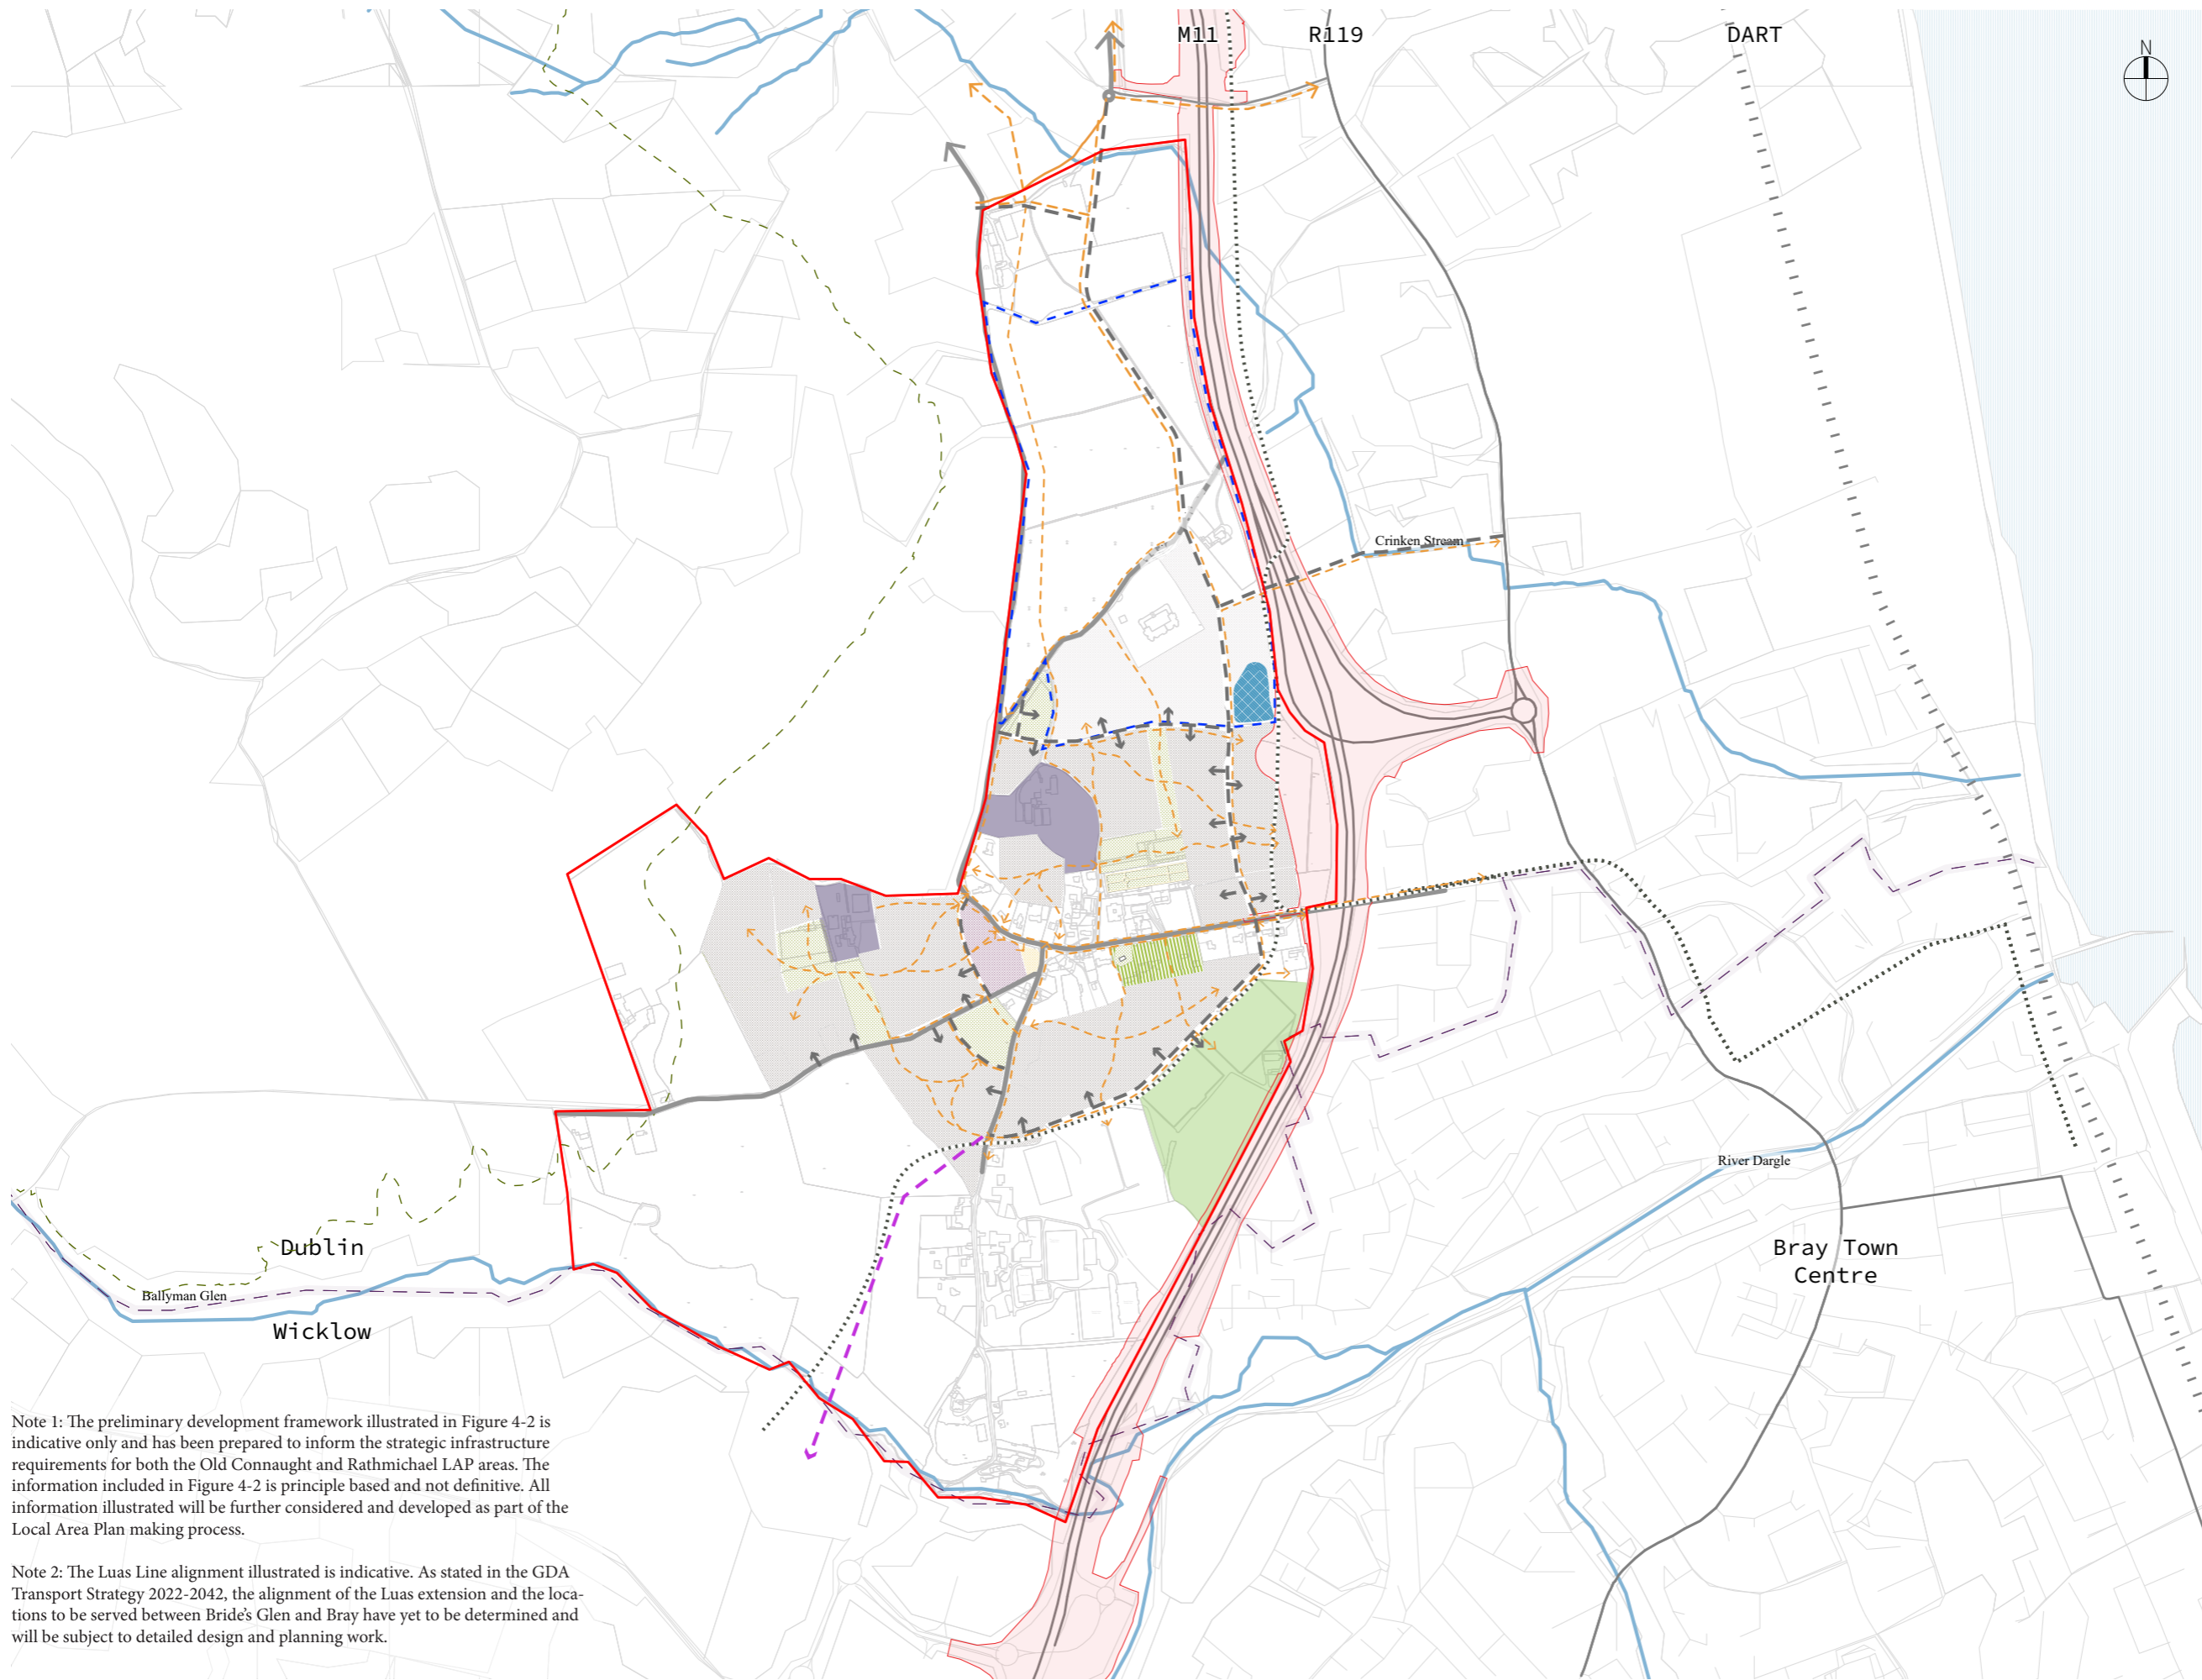 M11
R119
DART
N
Crinken Stream
River Dargle
Dublin
Bray Town
Centre
Ballyman Glen
Wicklow
Note 1: The preliminary development framework illustrated in Figure 4-2 is
indicative only and has been prepared to inform the strategic infrastructure
requirements for both the Old Connaught and Rathmichael LAP areas. The
information included in Figure 4-2 is principle based and not definitive. All
information illustrated will be further considered and developed as part of the
Local Area Plan making process.
Note 2: The Luas Line alignment illustrated is indicative. As stated in the GDA
Transport Strategy 2022-2042, the alignment of the Luas extension and the loca-
tions to be served between Bride’s Glen and Bray have yet to be determined and
will be subject to detailed design and planning work.